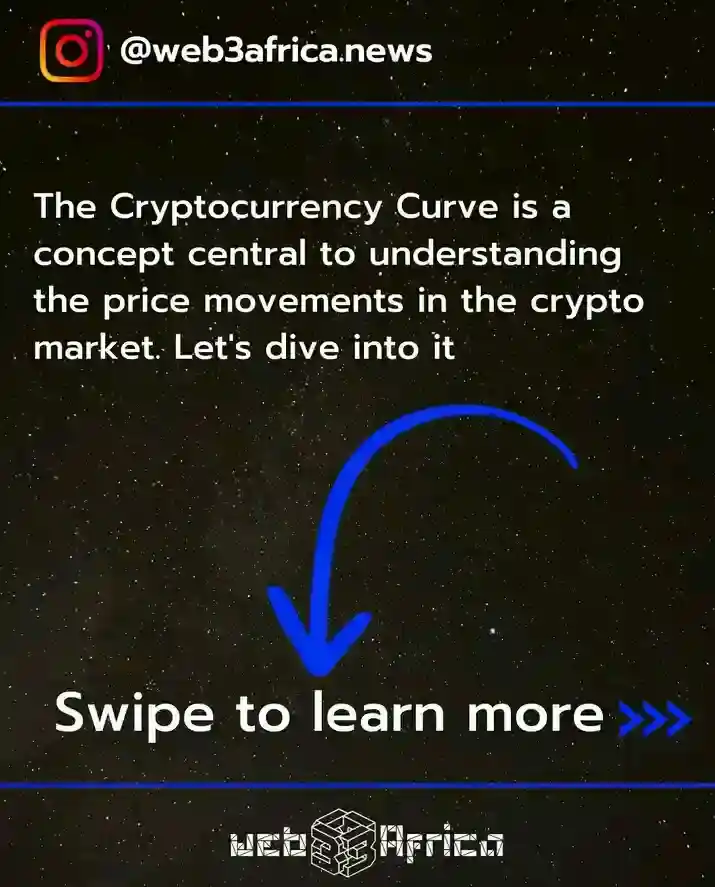 @web3africa.news
The Cryptocurrency Curve is a
concept central to understanding
the price movements in the crypto
market. Let's dive into it
Swipe to learn more >>>
web3Africa